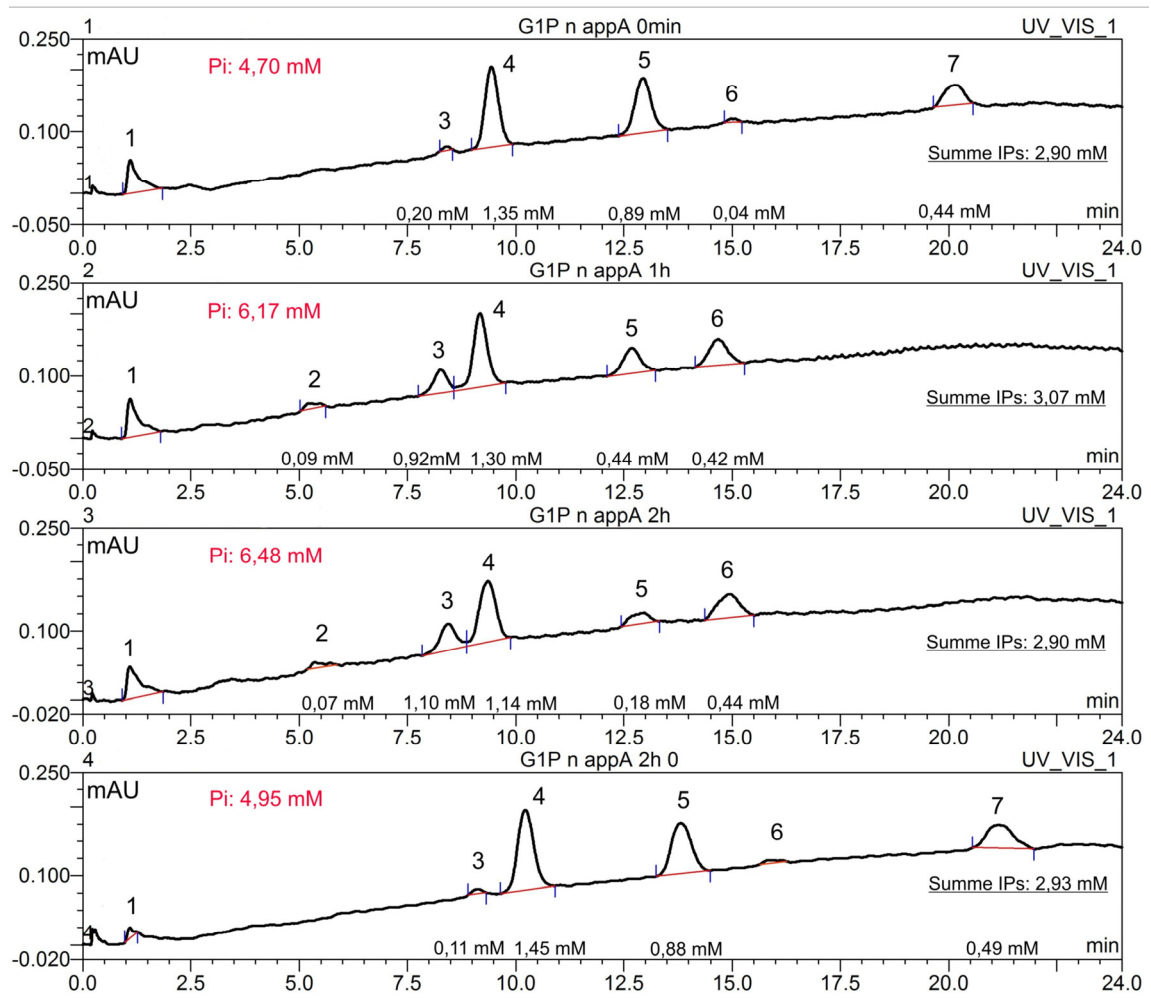 1 G1P n appA 0min UV_VIS_1
0.250
mAU
Pi: 4,70 mM
1 3 4 5 6 7
0.100
1
Summe IPs: 2,90 mM
0,20 mM 1,35 mM 0,89 mM 0,04 mM 0,44 mM min
-0.050
0.0 2.5 5.0 7.5 10.0 12.5 15.0 17.5 20.0 24.0
2 G1P n appA 1h UV_VIS_1
0.250
mAU
Pi: 6,17 mM
1 2 3 4 5 6
0.100
2
Summe IPs: 3,07 mM
0,09 mM 0,92mM 1,30 mM 0,44 mM 0,42 mM min
-0.050
0.0 2.5 5.0 7.5 10.0 12.5 15.0 17.5 20.0 24.0
3 G1P n appA 2h UV_VIS_1
0.250
mAU
Pi: 6,48 mM
1 2 3 4 5 6
0.100
3
Summe IPs: 2,90 mM
0,07 mM 1,10 mM 1,14 mM 0,18 mM 0,44 mM min
-0.020
0.0 2.5 5.0 7.5 10.0 12.5 15.0 17.5 20.0 24.0
4 G1P n appA 2h 0 UV_VIS_1
0.250
mAU
Pi: 4,95 mM
1 3 4 5 6 7
0.100
4
Summe IPs: 2,93 mM
0,11 mM 1,45 mM 0,88 mM 0,49 mM min
-0.020
0.0 2.5 5.0 7.5 10.0 12.5 15.0 17.5 20.0 24.0